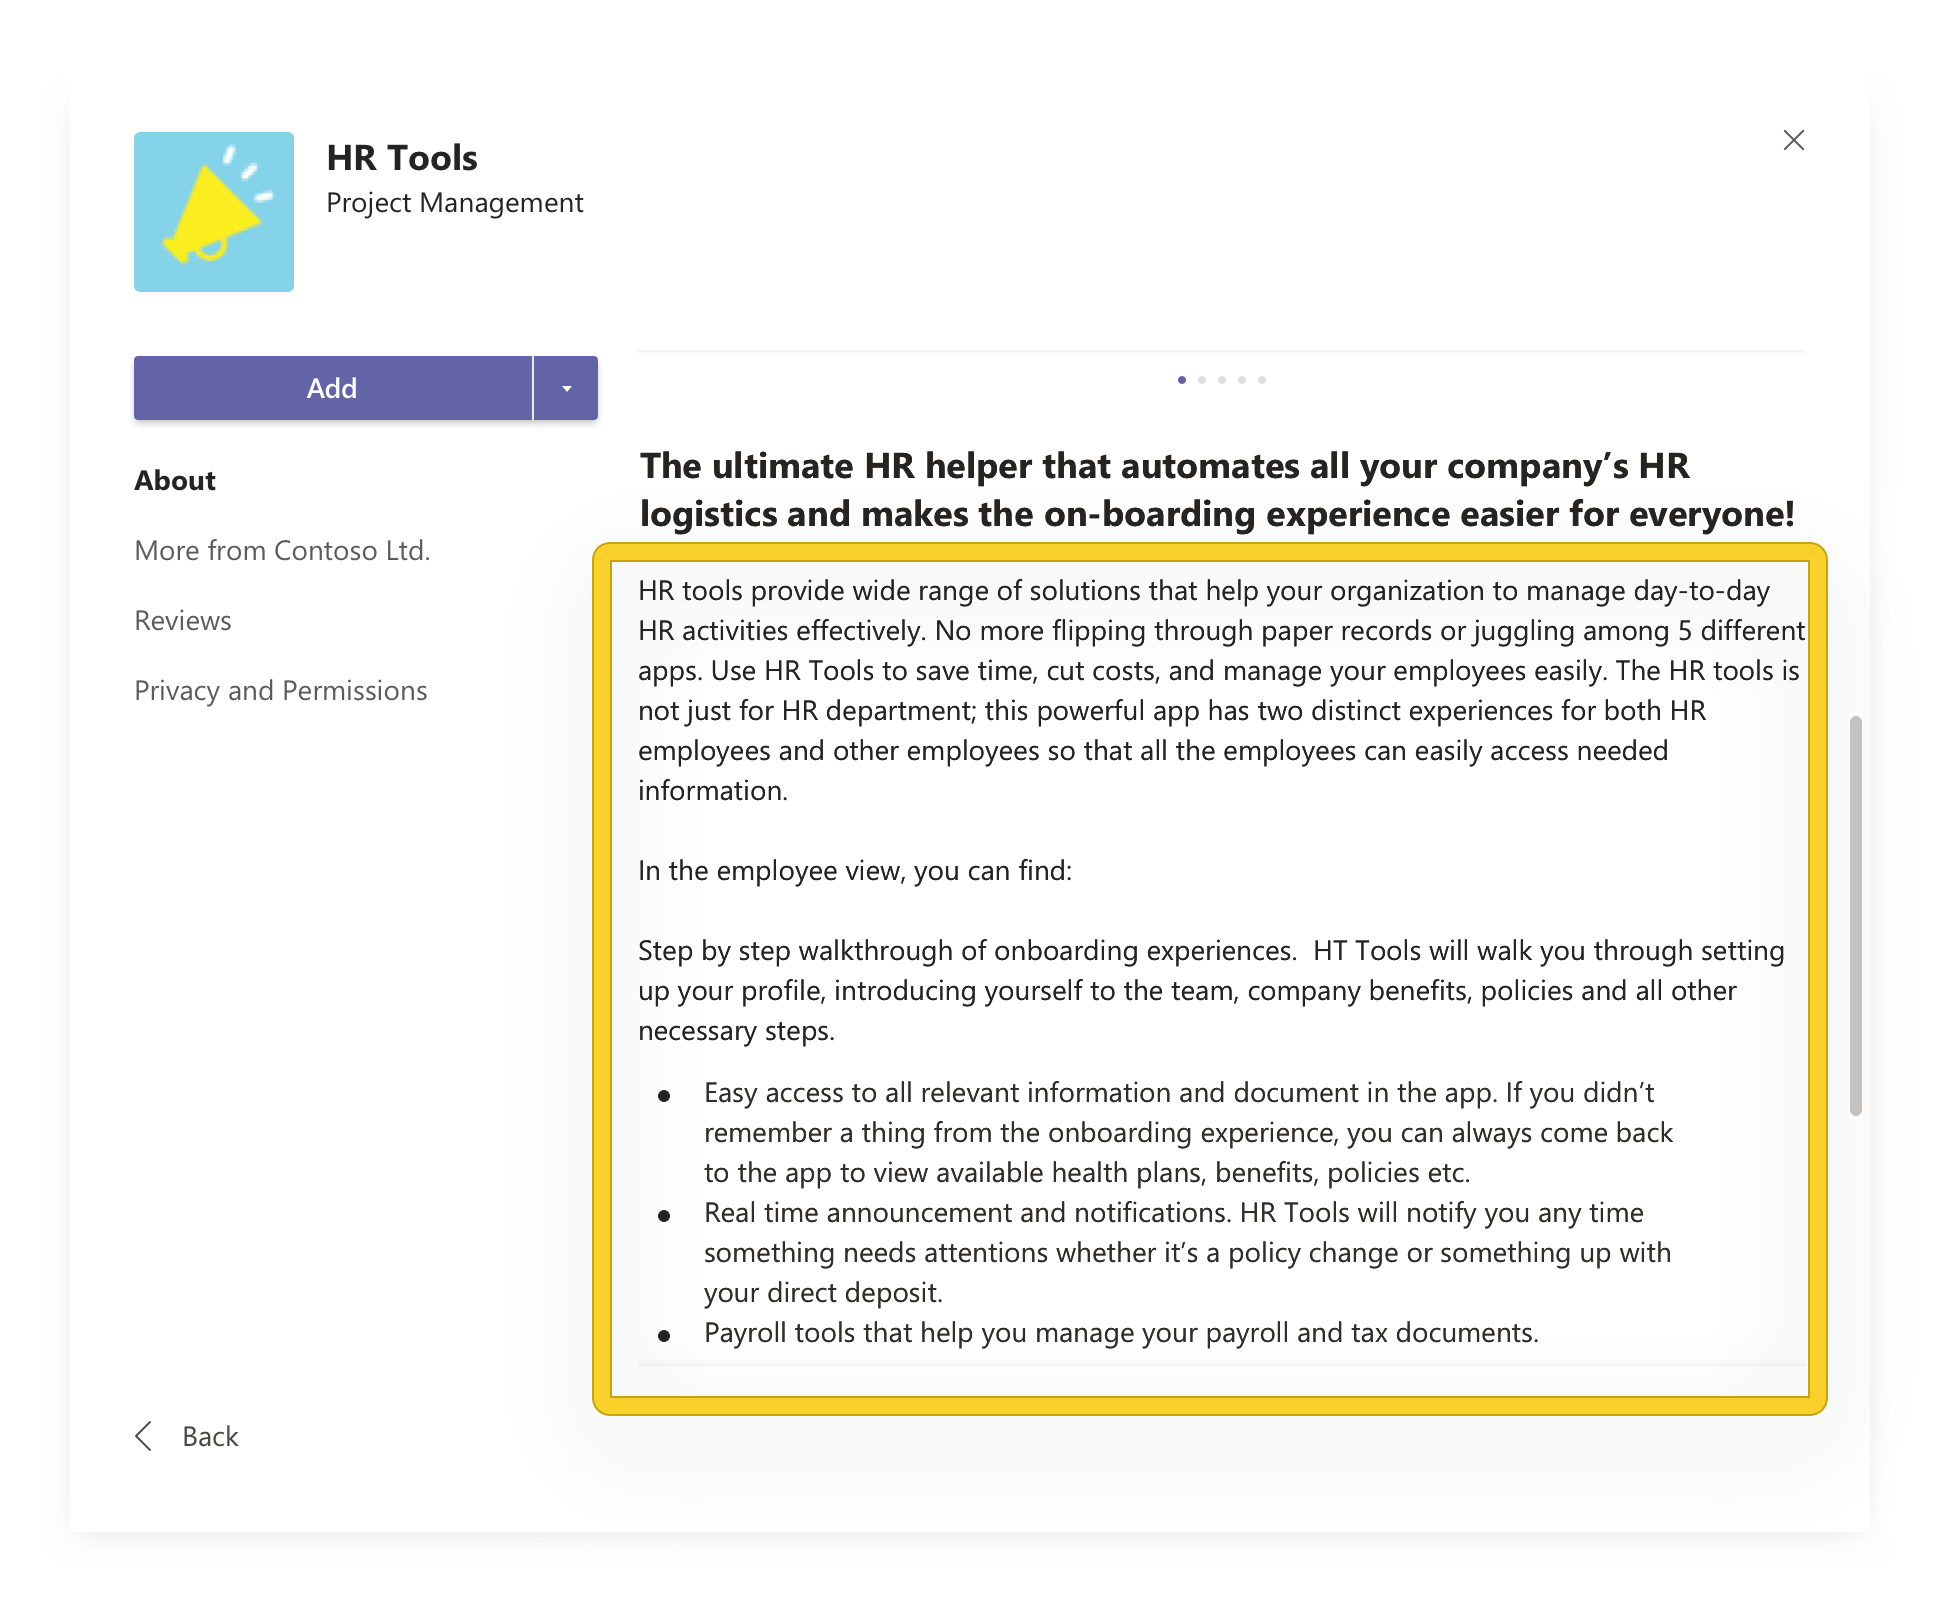 HR Tools
Project Management
Add
About
More from Contoso Ltd.
Reviews
Privacy and Permissions
The ultimate HR helper that automates all your company’s HR
logistics and makes the on-boarding experience easier for everyone!
HR tools provide wide range of solutions that help your organization to manage day-to-day
HR activities effectively. No more flipping through paper records or juggling among 5 different
apps. Use HR Tools to save time, cut costs, and manage your employees easily. The HR tools is
not just for HR department; this powerful app has two distinct experiences for both HR
employees and other employees so that all the employees can easily access needed
information.
In the employee view, you can find:
Step by step walkthrough of onboarding experiences.  HT Tools will walk you through setting
up your profile, introducing yourself to the team, company benefits, policies and all other
necessary steps.
● Easy access to all relevant information and document in the app. If you didn’t
remember a thing from the onboarding experience, you can always come back
to the app to view available health plans, benefits, policies etc.
● Real time announcement and notifications. HR Tools will notify you any time
something needs attentions whether it’s a policy change or something up with
your direct deposit.
● Payroll tools that help you manage your payroll and tax documents.
Back